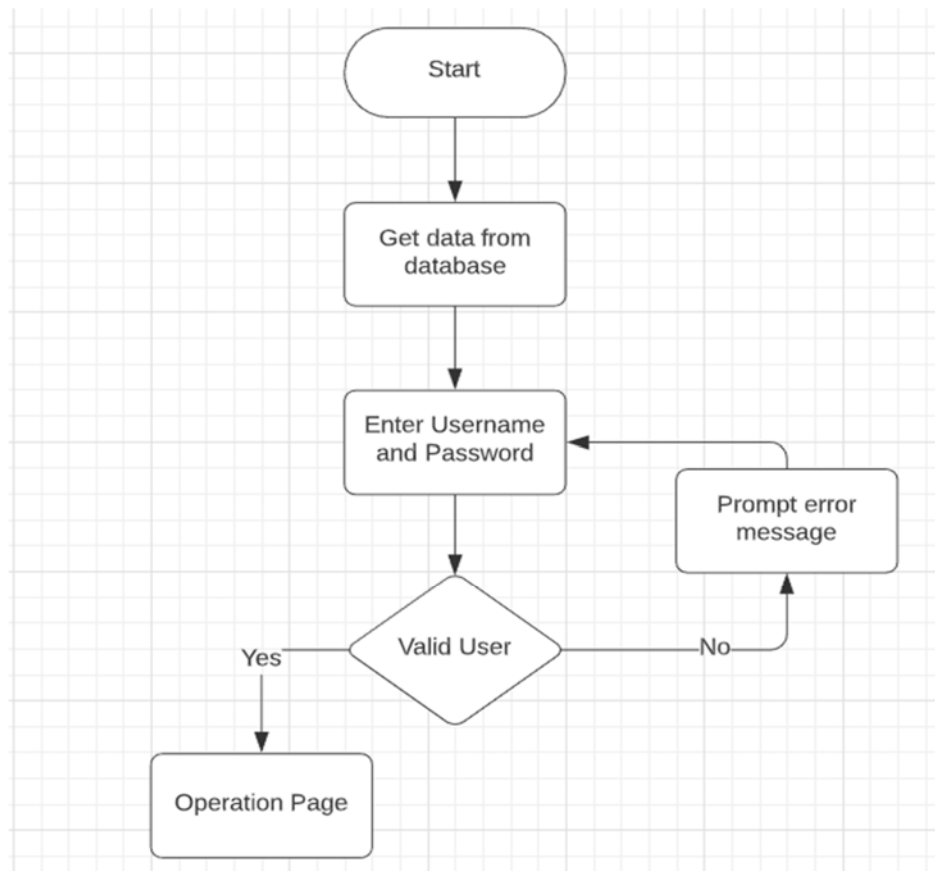 Start
Get data from
database
Enter Username
and Password
Prompt error
message
Valid User
No
Yes
Operation Page